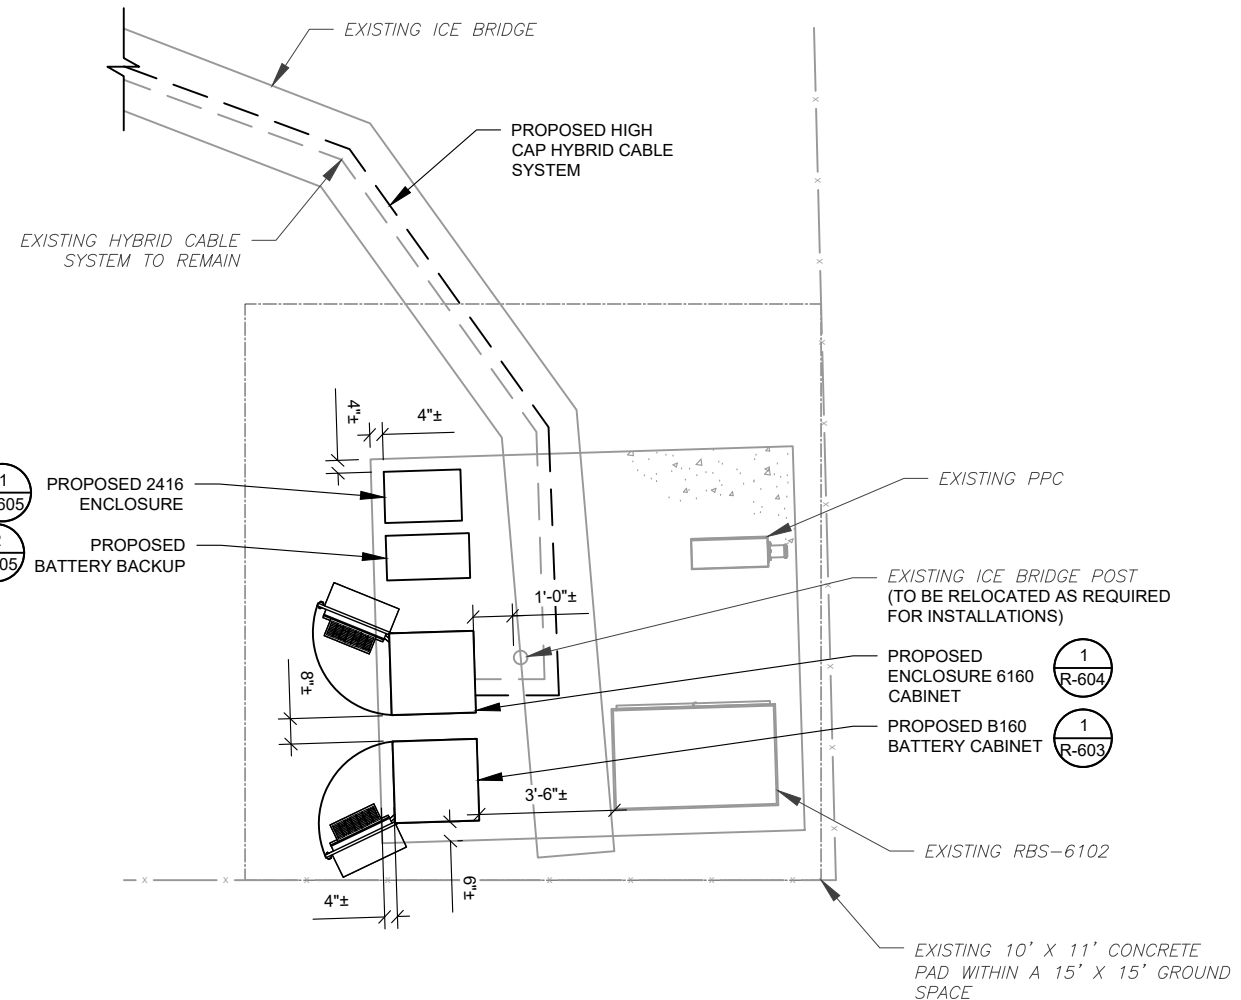 EXISTING ICE BRIDGE
PROPOSED HIGH
CAP HYBRID CABLE
SYSTEM
EXISTING HYBRID CABLE
SYSTEM TO REMAIN
4"±
4"±
1
605
PROPOSED 2416
ENCLOSURE
05
PROPOSED
BATTERY BACKUP
EXISTING PPC
EXISTING ICE BRIDGE POST
(TO BE RELOCATED AS REQUIRED
FOR INSTALLATIONS)
1'-0"±
8"±
PROPOSED
ENCLOSURE 6160
CABINET
1
R-604
PROPOSED B160
BATTERY CABINET
1
R-603
3'-6"±
EXISTING RBS-6102
6"±
4"±
EXISTING 10' X 11' CONCRETE
PAD WITHIN A 15' X 15' GROUND
SPACE